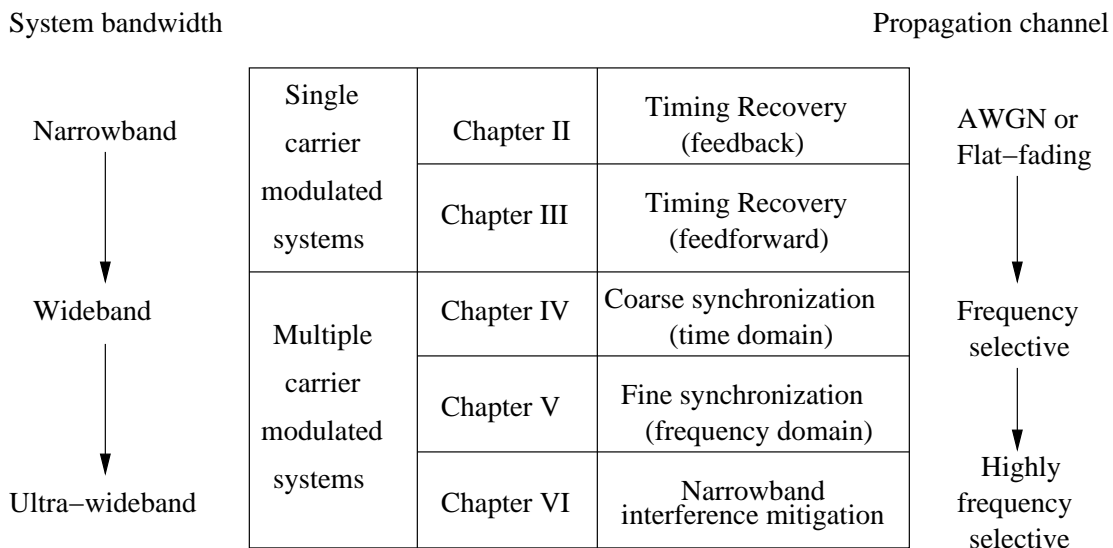 System bandwidth
Propagation channel
Narrowband
Wideband
Ultra−wideband
Single
carrier
modulated
systems
Chapter II
Timing Recovery
(feedback)
Chapter III
Timing Recovery
(feedforward)
Multiple
carrier
modulated
systems
Chapter IV
Coarse synchronization
(time domain)
Chapter V
Fine synchronization
(frequency domain)
Chapter VI
Narrowband
interference mitigation
AWGN or
Flat−fading
Frequency
selective
Highly
frequency
selective